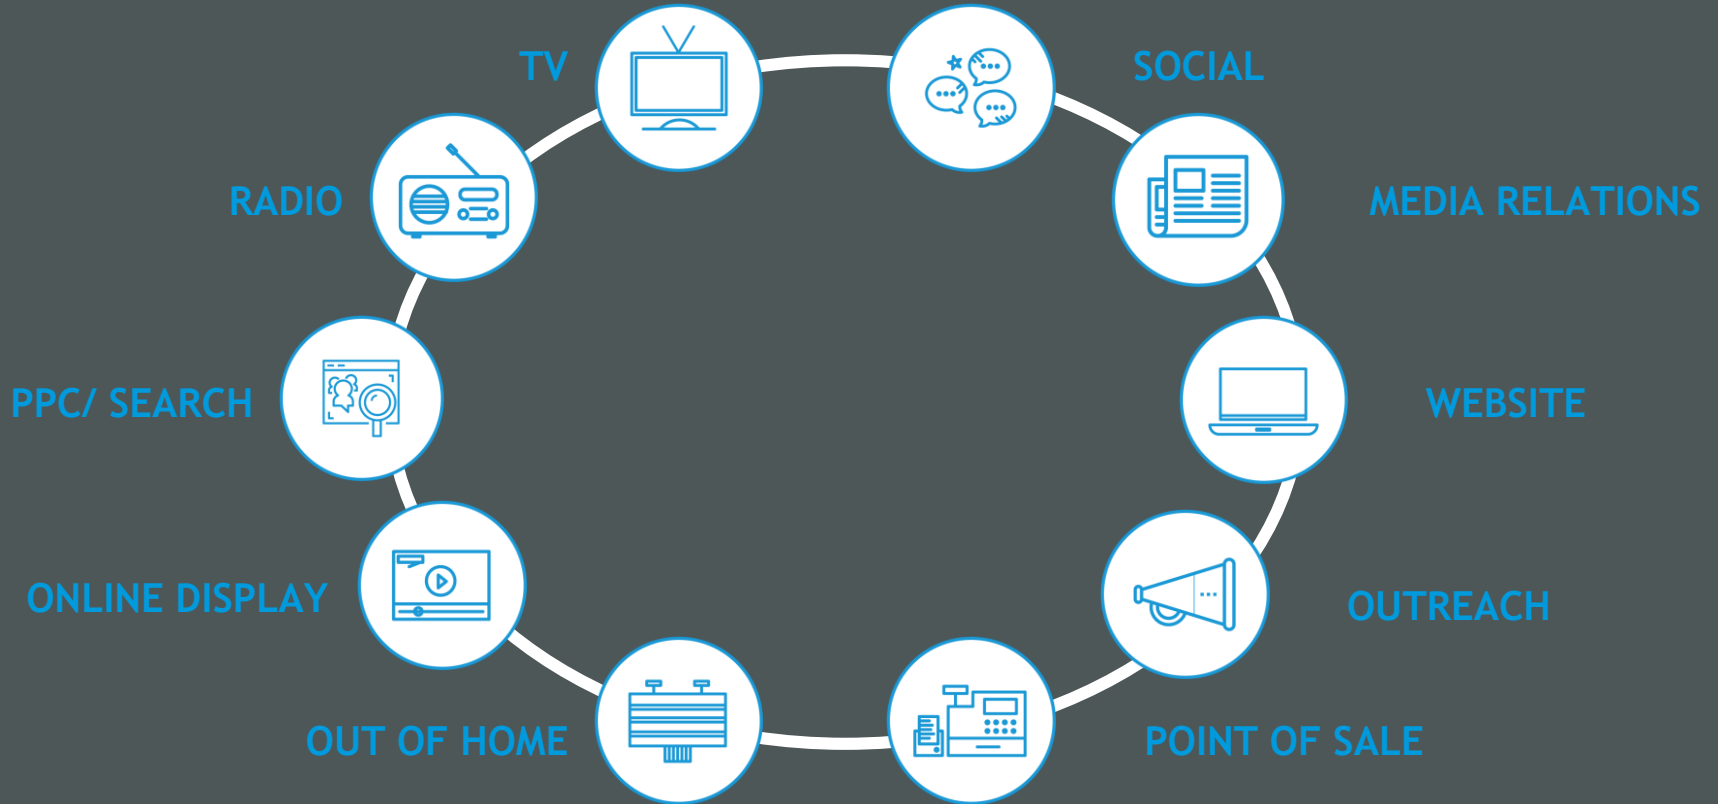 TV
SOCIAL
RADIO
MEDIA RELATIONS
PPC/ SEARCH
WEBSITE
ONLINE DISPLAY
OUTREACH
OUT OF HOME
POINT OF SALE